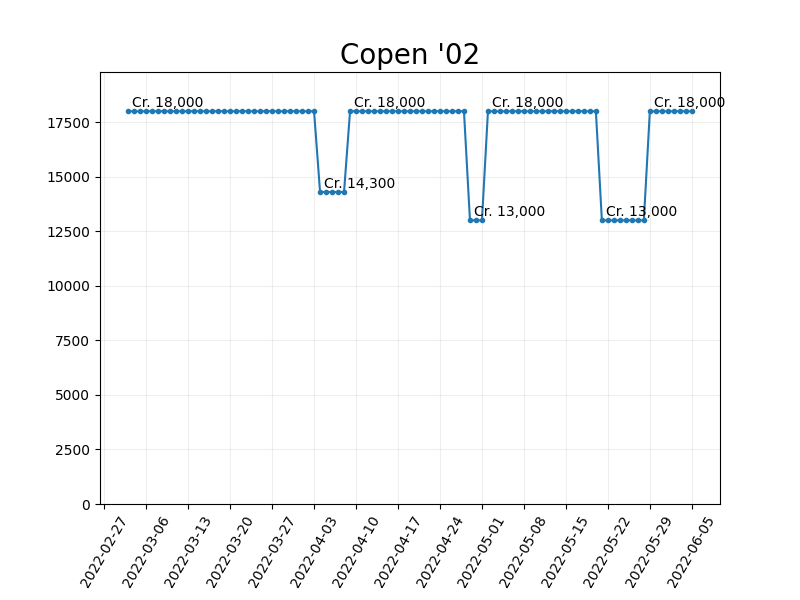 Copen '02
Cr. 18,000
Cr. 18,000
Cr. 18,000
Cr. 18,000
Cr. 14,300
Cr. 13,000
Cr. 13,000
17500
15000
12500
10000
7500
5000
2500
0
2022-02-27
2022-03-06
2022-03-13
2022-03-20
2022-03-27
2022-04-03
2022-04-10
2022-04-17
2022-04-24
2022-05-01
2022-05-08
2022-05-15
2022-05-22
2022-05-29
2022-06-05